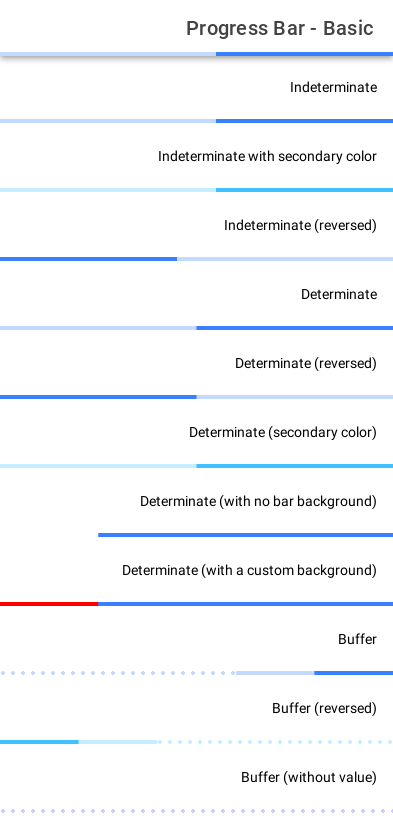 Progress Bar - Basic
Indeterminate
Indeterminate with secondary color
Indeterminate (reversed)
Determinate
Determinate (reversed)
Determinate (secondary color)
Determinate (with no bar background)
Determinate (with a custom background)
Buffer
Buffer (reversed)
Buffer (without value)